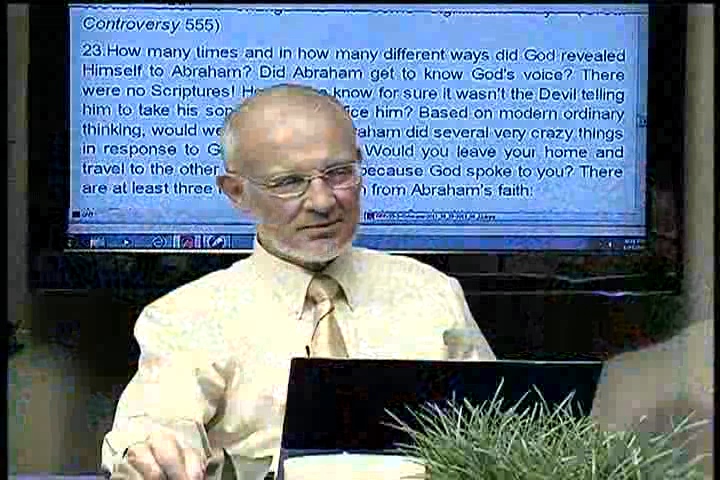 Controversy 555)
23.How many times and in how many different ways did God revealed
Himself to Abraham? Did Abraham get to know God's voice? There
were no Scriptures! know for sure it wasn't the Devil telling
him to take his son him? Based on modern ordinary
thinking, would we did several very crazy things
in response to Would you leave your home and
travel to the other because God spoke to you? There
are at least three from Abraham's faith: